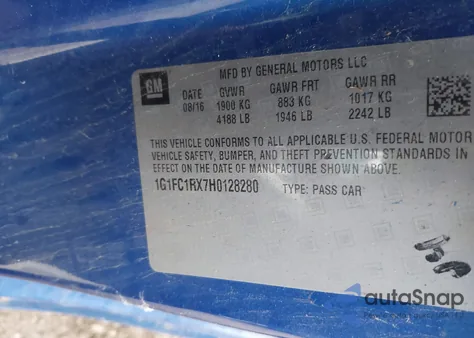 MFD BY GENERAL MOTORS LLC
GM
DATE GVWR GAWR FRT GAWR RR
08/16 1900 KG 883 KG 1017 KG
4188 LB 1946 LB 2242 LB
THIS VEHICLE CONFORMS TO ALL APPLICABLE U.S. FEDERAL MOTOR
VEHICLE SAFETY, BUMPER, AND THEFT PREVENTION STANDARDS IN
EFFECT ON THE DATE OF MANUFACTURE SHOWN ABOVE.
1G1FC1RX7H0128280 TYPE: PASS CAR
autoSnap